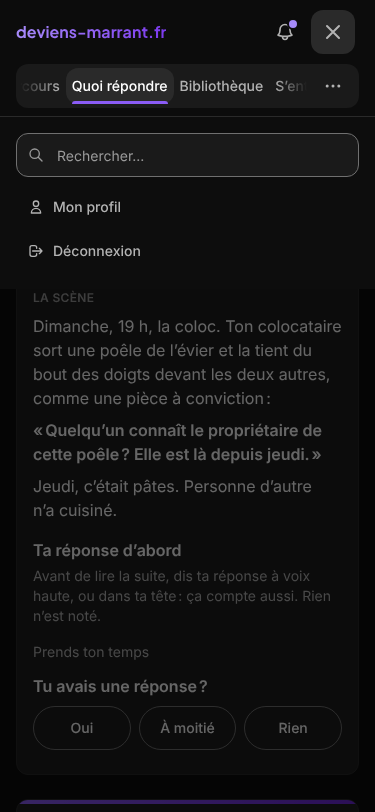 deviens-marrant.fr
cours Quoi répondre Bibliothèque S'en ...
Rechercher...
Mon profil
Déconnexion
LA SCÈNE
Dimanche, 19 h, la coloc. Ton colocataire
sort une poêle de l'évier et la tient du
bout des doigts devant les deux autres,
comme une pièce à conviction :
« Quelqu'un connaît le propriétaire de
cette poêle ? Elle est là depuis jeudi. »
Jeudi, c'était pâtes. Personne d'autre
n'a cuisiné.
Ta réponse d'abord
Avant de lire la suite, dis ta réponse à voix
haute, ou dans ta tête : ça compte aussi. Rien
n'est noté.
Prends ton temps
Tu avais une réponse ?
Oui À moitié Rien